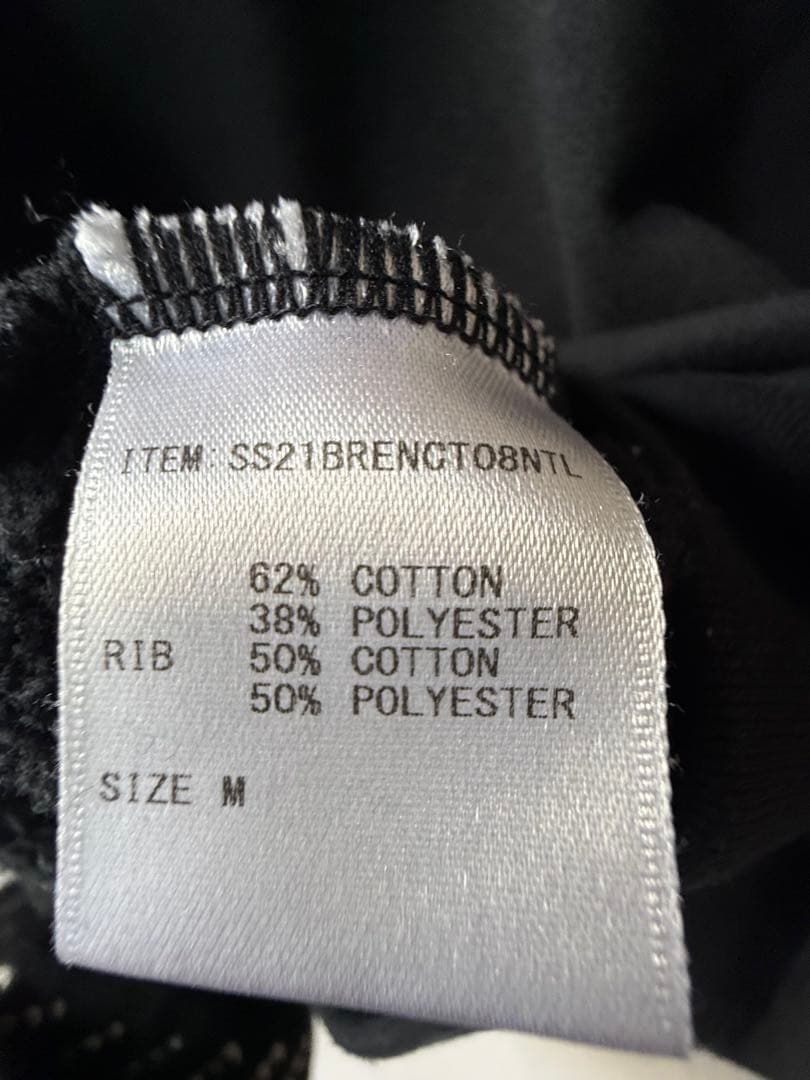 ITEM: SS21BRENCT08NTL
62% COTTON
38% POLYESTER
RIB 50% COTTON
50% POLYESTER
SIZE M